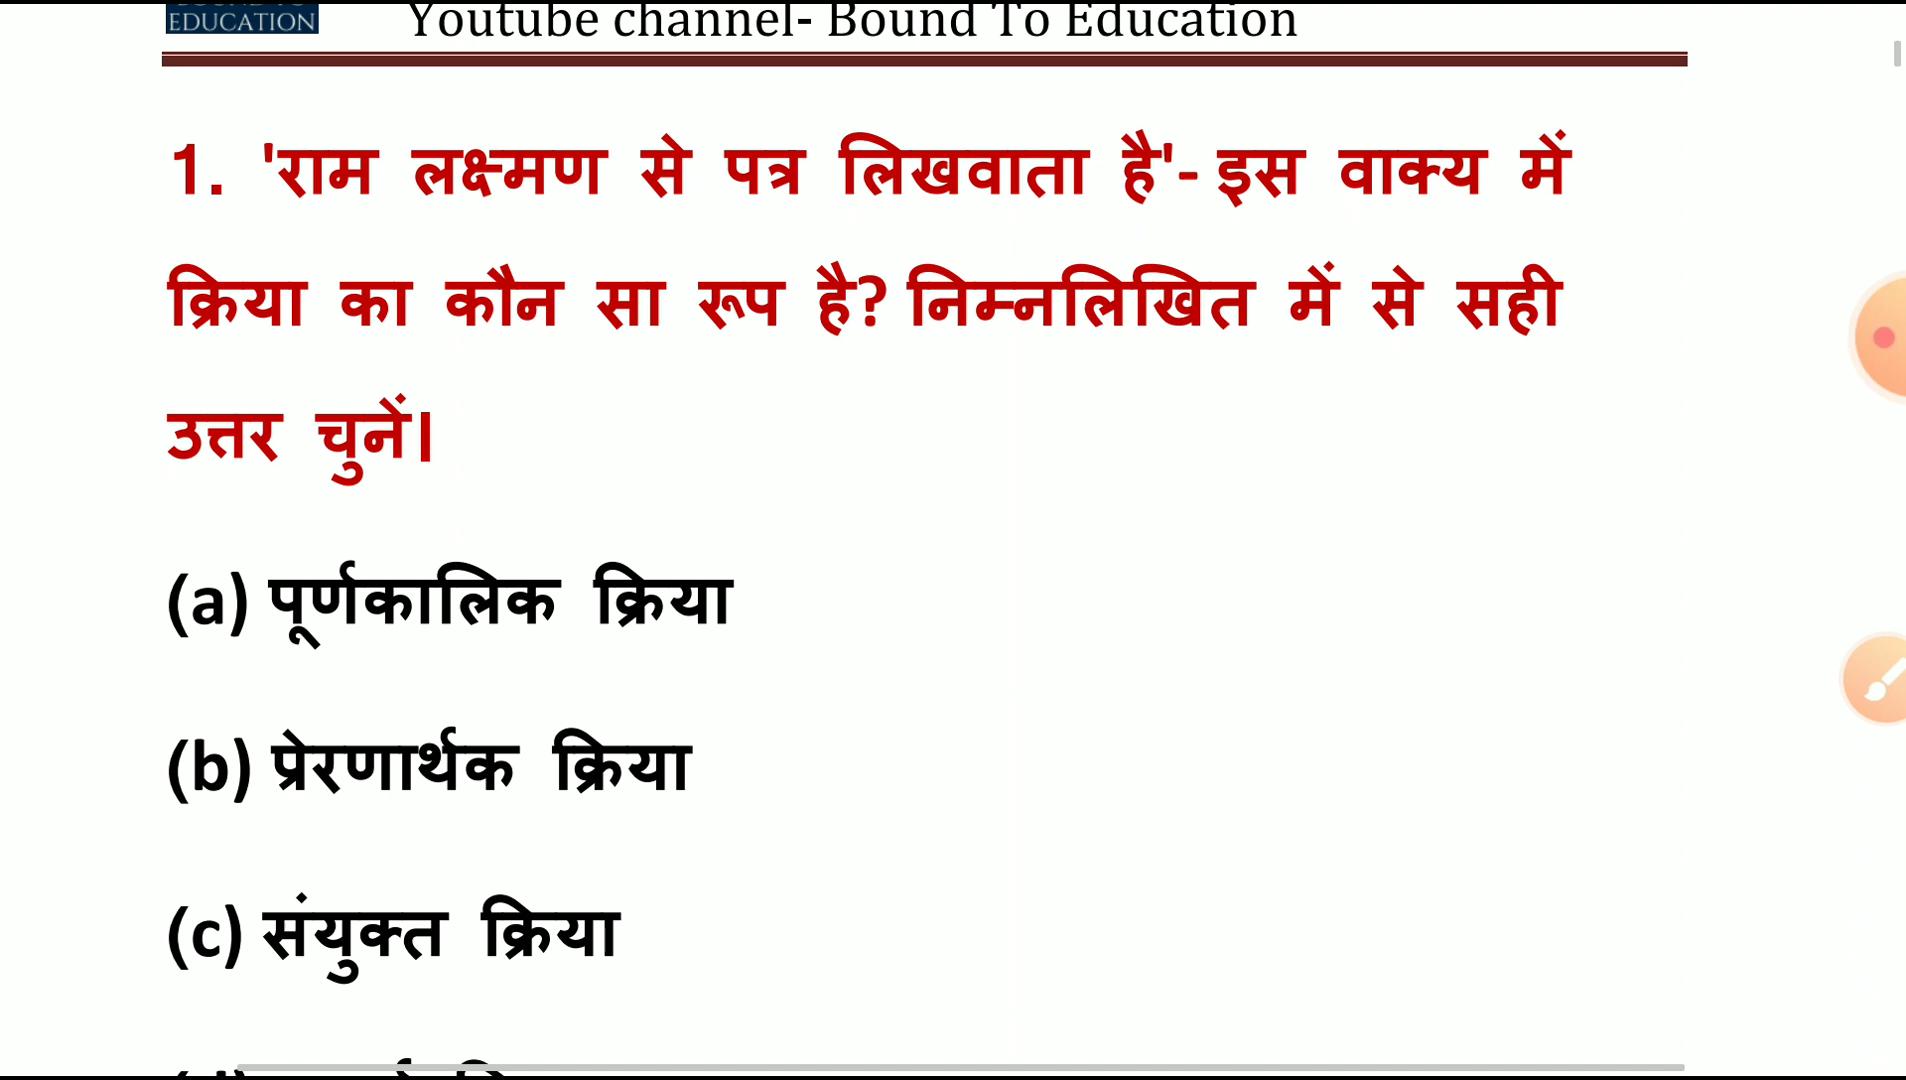 EDUCATION
Youtube channel- Bound To Education
1. 'राम लक्ष्मण से पत्र लिखवाता है'- इस वाक्य में
क्रिया का कौन सा रूप है? निम्नलिखित में से सही
उत्तर चुनें।
(a) पूर्णकालिक क्रिया
(b) प्रेरणार्थक क्रिया
(c) संयुक्त क्रिया